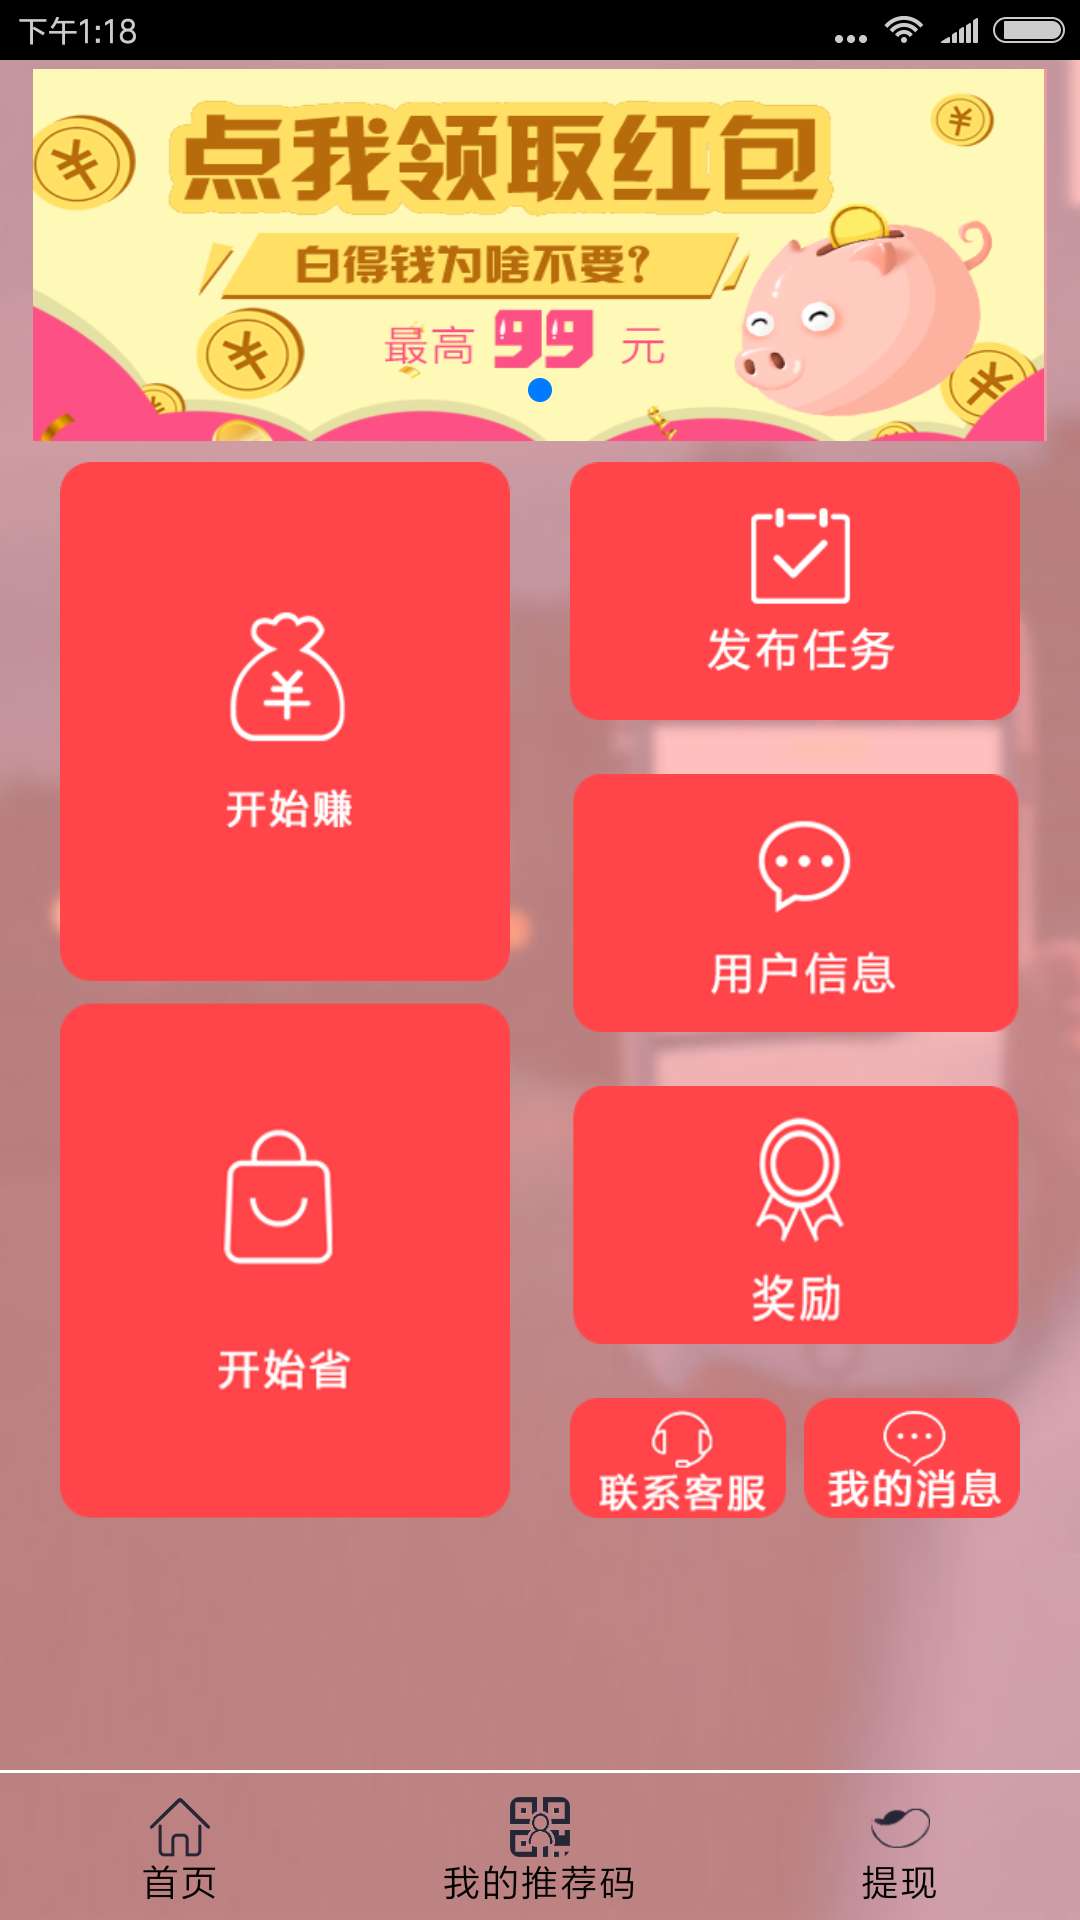 下午1:18
点我领取红包
白得钱为啥不要?
最高 99 元
开始赚
发布任务
用户信息
开始省
奖励
联系客服
我的消息
首页
我的推荐码
提现